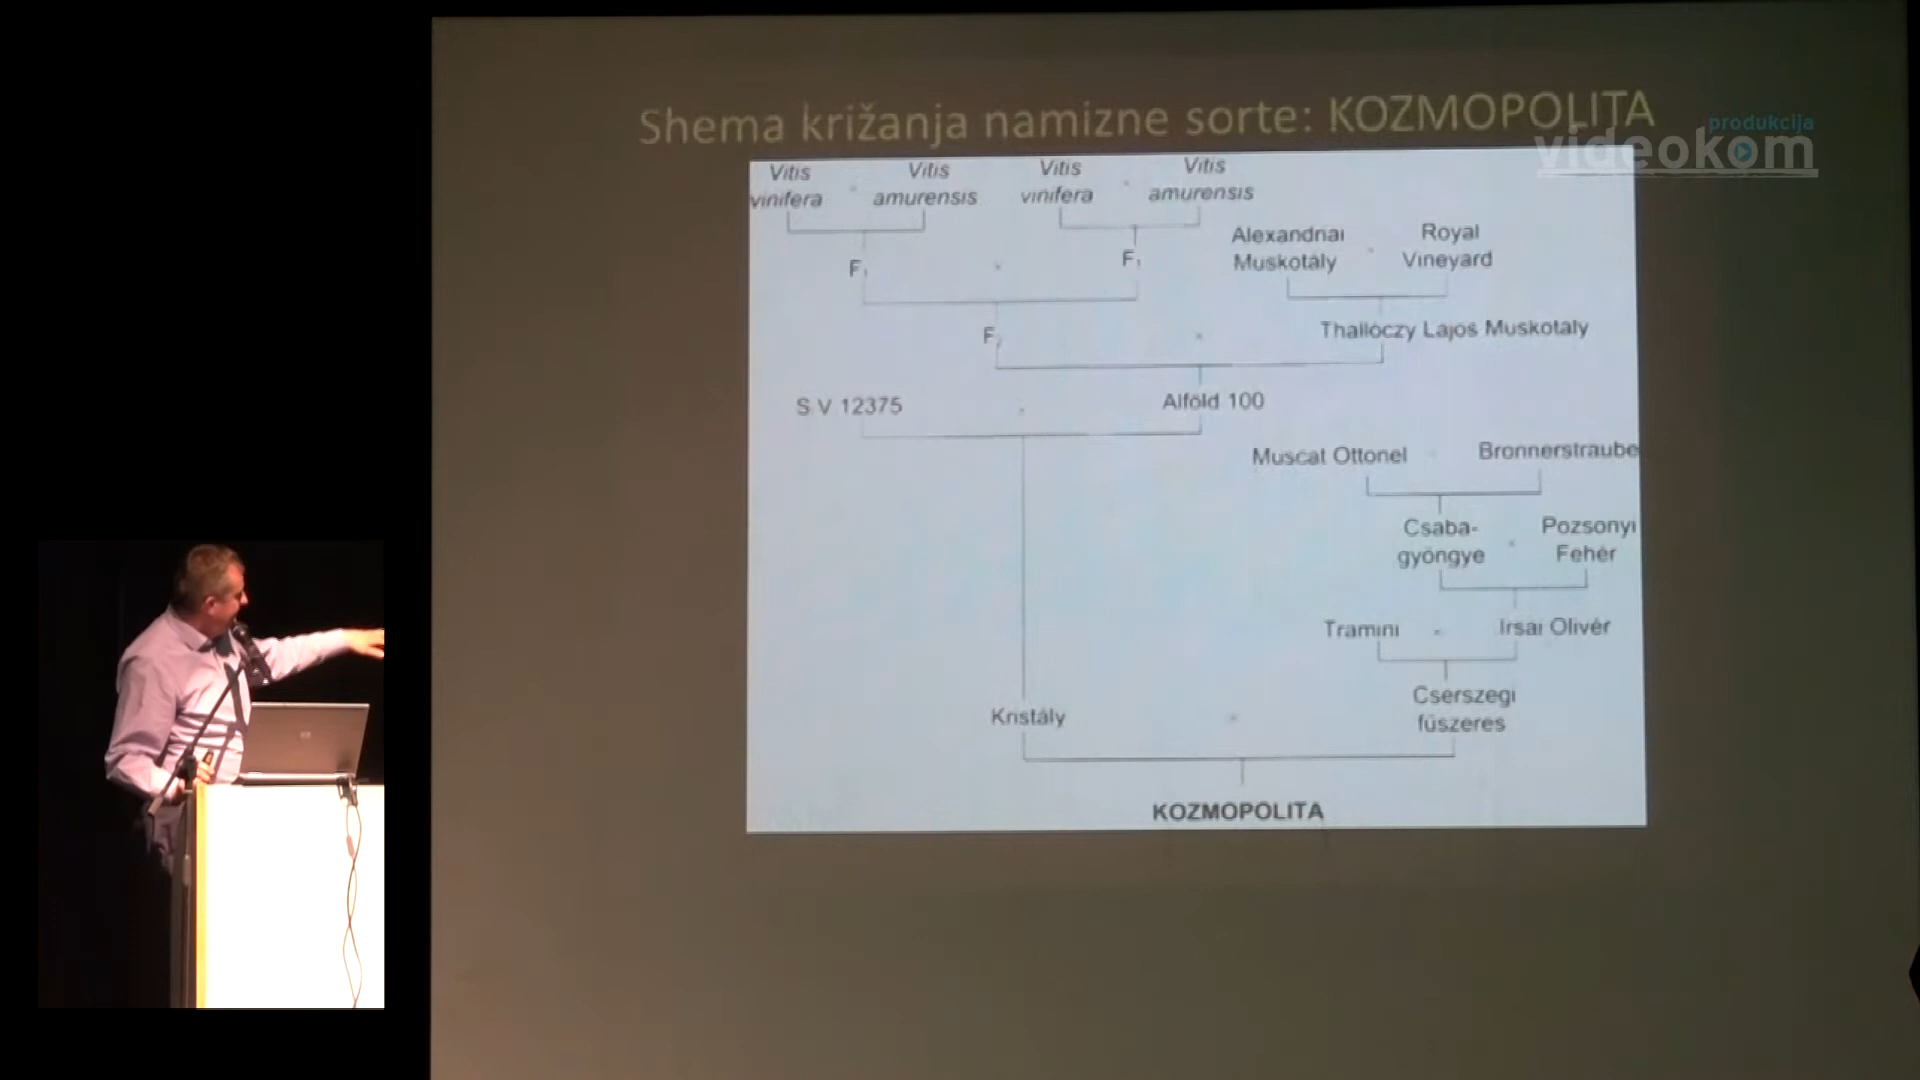 Shema križanja namizne sorte: KOZMOPOLITA
produkcija
videokom
Vitis
vinifera
Vitis
amurensis
Vitis
vinifera
Vitis
amurensis
Alexandriai
Muskotály
Royal
Vineyard
F₁
F₁
F₂
Thallóczy Lajos Muskotály
S V 12375
Alföld 100
Muscat Ottonel
Bronnerstraube
Csaba-
gyöngye
Pozsonyi
Fehér
Tramini
Irsai Olivér
Kristály
Cserszegi
fűszeres
KOZMOPOLITA